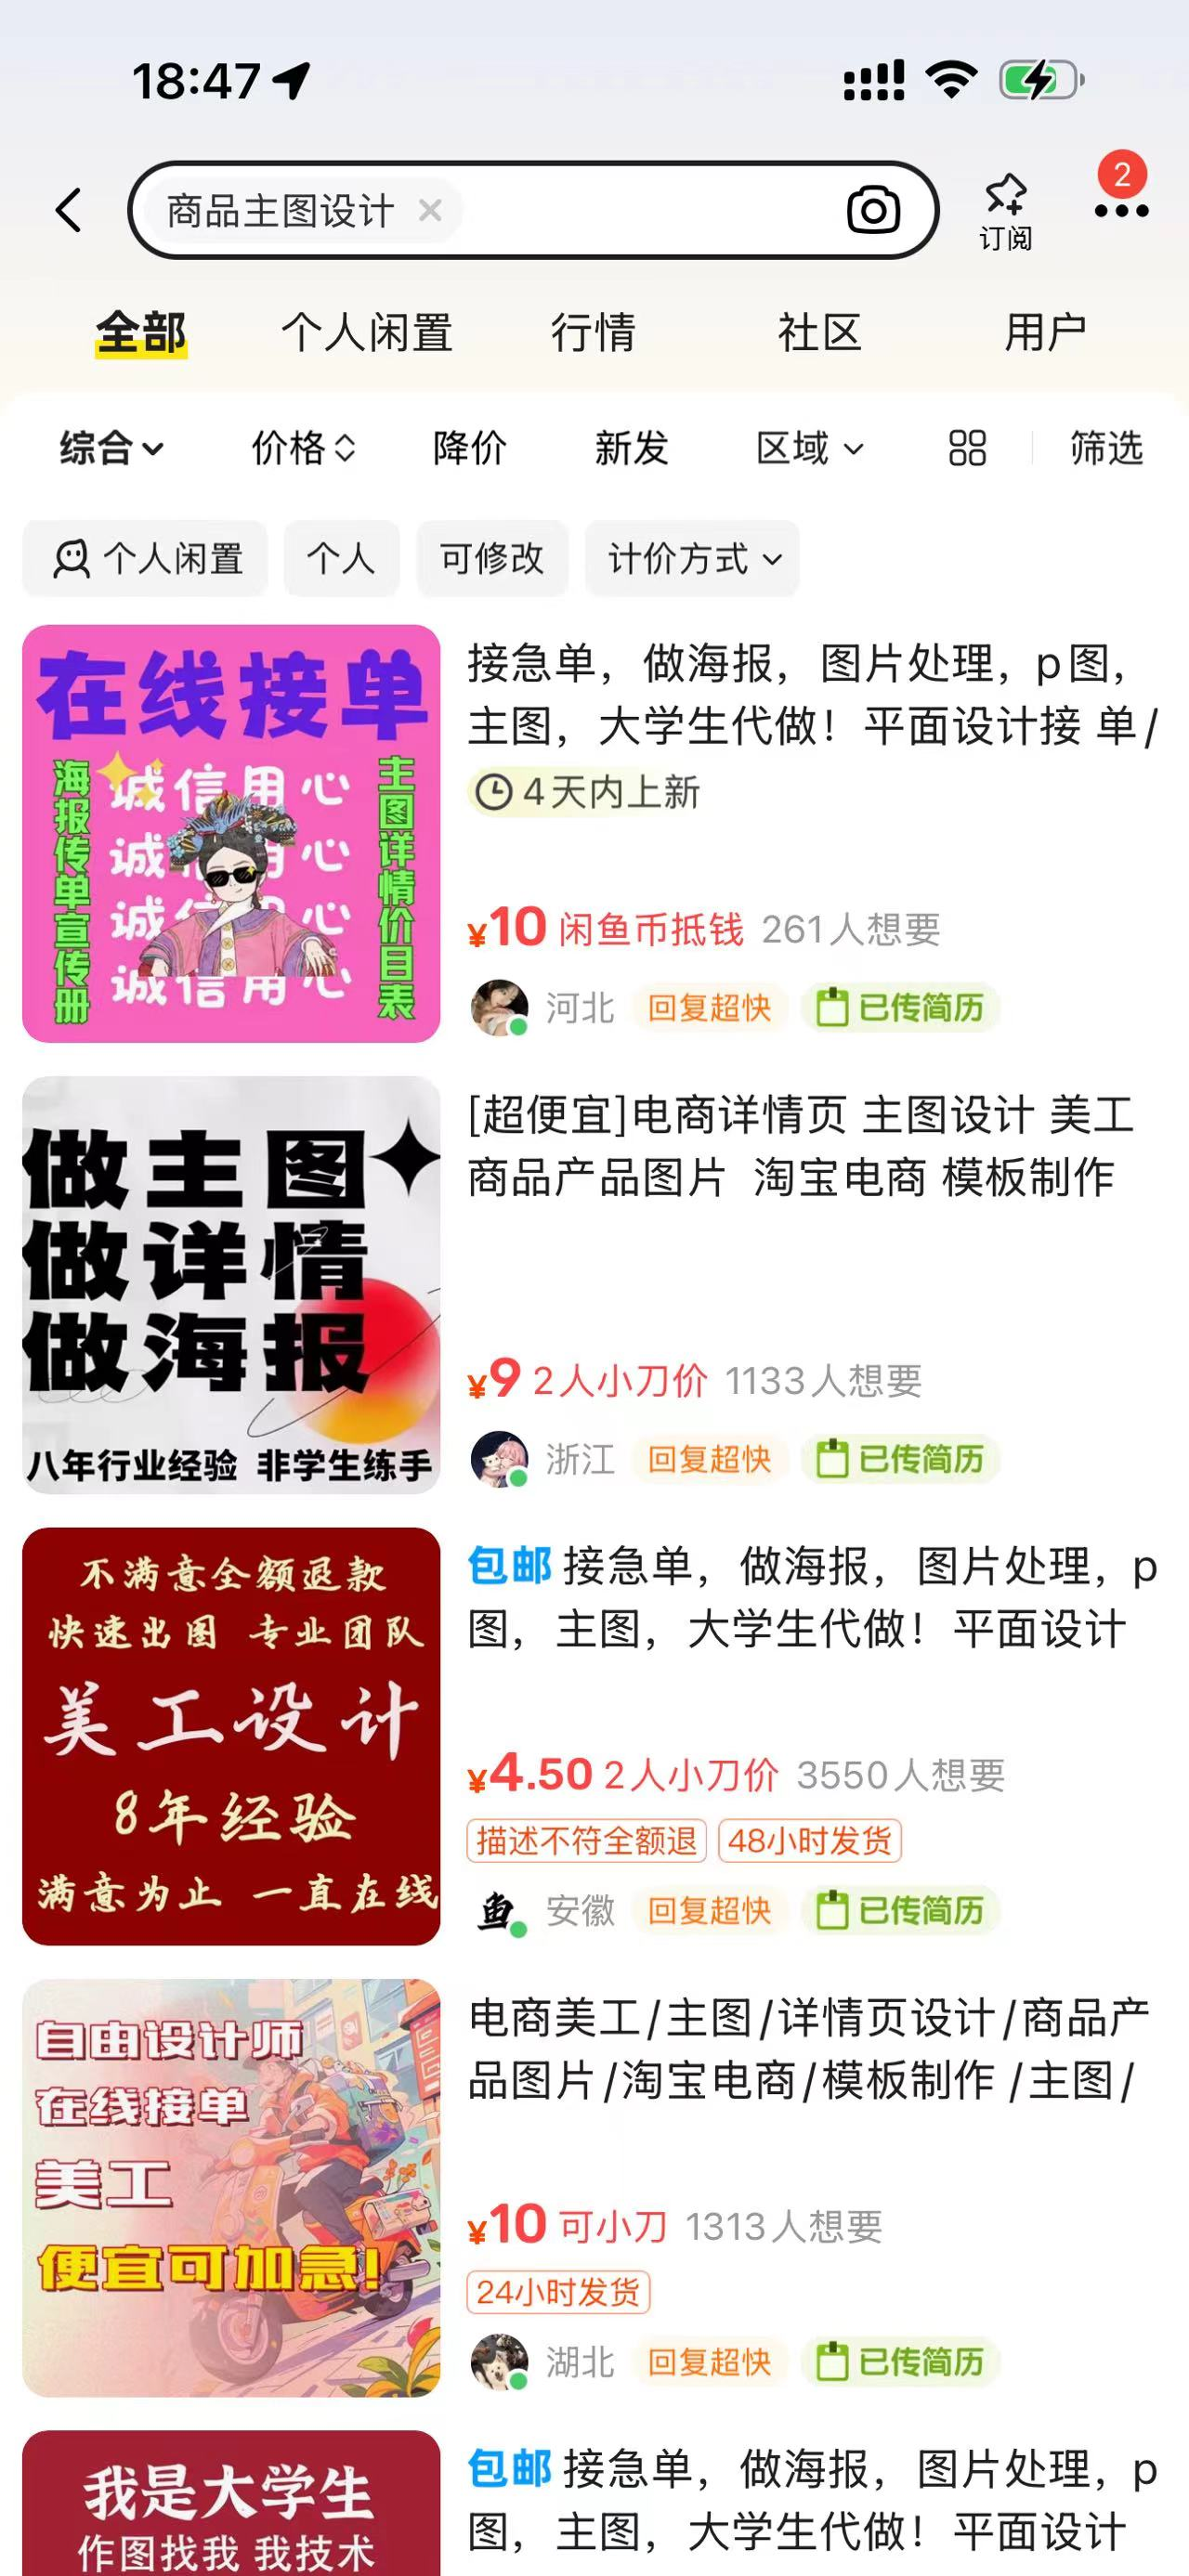 18:47
商品主图设计
订阅
2
全部 个人闲置 行情 社区 用户
综合 价格 降价 新发 区域 筛选
个人闲置 个人 可修改 计价方式
在线接单
海报传单宣传册
主图详情价目表
诚信用心
诚信用心
诚信用心
诚信用心
接急单，做海报，图片处理，p图，
主图，大学生代做！平面设计接 单/
4天内上新
¥10 闲鱼币抵钱 261人想要
河北 回复超快 已传简历
做主图
做详情
做海报
八年行业经验 非学生练手
[超便宜]电商详情页 主图设计 美工
商品产品图片 淘宝电商 模板制作
¥9 2人小刀价 1133人想要
浙江 回复超快 已传简历
不满意全额退款
快速出图 专业团队
美工设计
8年经验
满意为止 一直在线
包邮 接急单，做海报，图片处理，p
图，主图，大学生代做！平面设计
¥4.50 2人小刀价 3550人想要
描述不符全额退 48小时发货
鱼
安徽 回复超快 已传简历
自由设计师
在线接单
美工
便宜可加急!
电商美工/主图/详情页设计/商品产
品图片/淘宝电商/模板制作 /主图/
¥10 可小刀 1313人想要
24小时发货
湖北 回复超快 已传简历
我是大学生
作图找我 我技术
包邮 接急单，做海报，图片处理，p
图，主图，大学生代做！平面设计